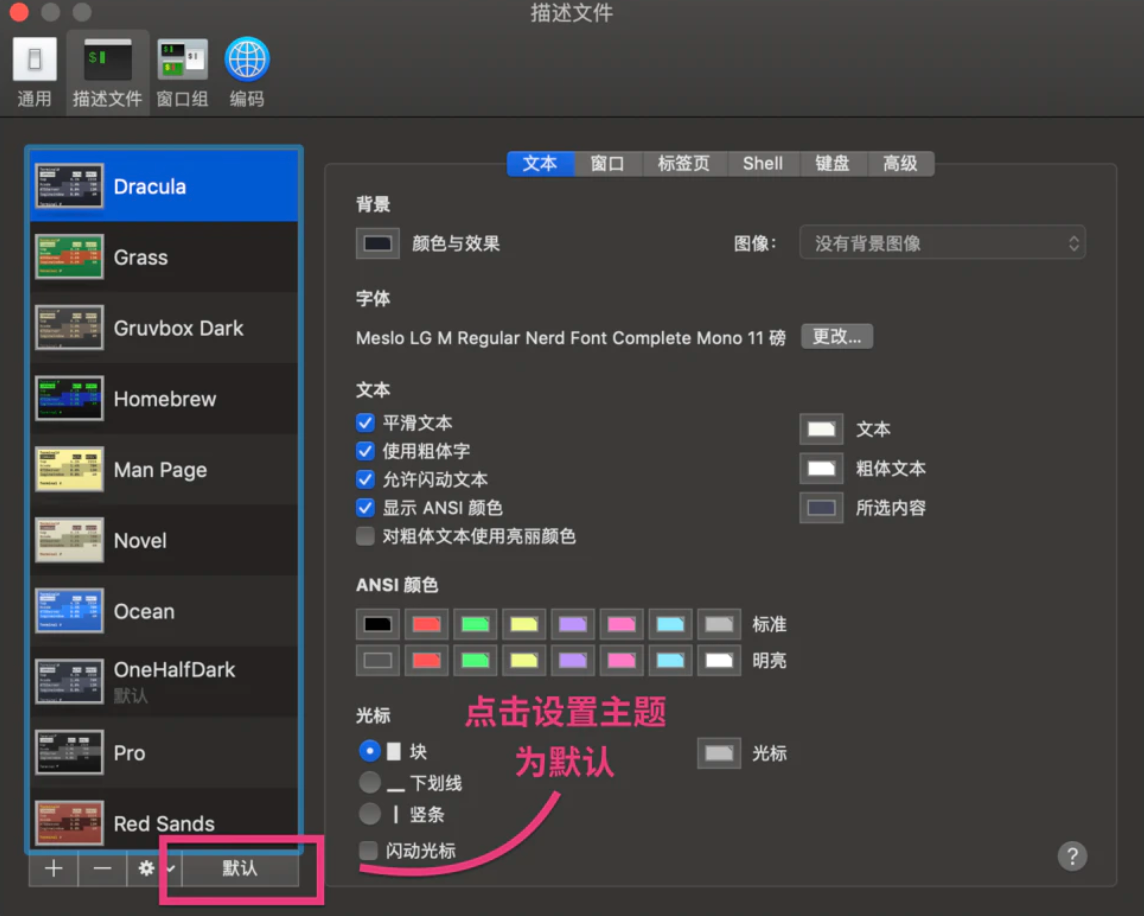 描述文件
通用
描述文件
窗口组
编码
Dracula
Grass
Gruvbox Dark
Homebrew
Man Page
Novel
Ocean
OneHalfDark
默认
Pro
Red Sands
默认
文本
窗口
标签页
Shell
键盘
高级
背景
颜色与效果
图像：
没有背景图像
字体
Meslo LG M Regular Nerd Font Complete Mono 11 磅
更改...
文本
平滑文本
使用粗体字
允许闪动文本
显示 ANSI 颜色
对粗体文本使用亮丽颜色
文本
粗体文本
所选内容
ANSI 颜色
标准
明亮
点击设置主题
为默认
光标
块
下划线
竖条
闪动光标
光标
?